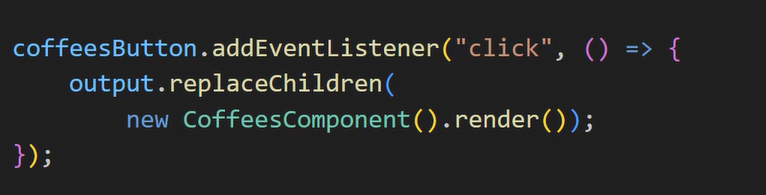 coffeesButton.addEventListener("click", () => {
    output.replaceChildren(
        new CoffeesComponent().render());
});